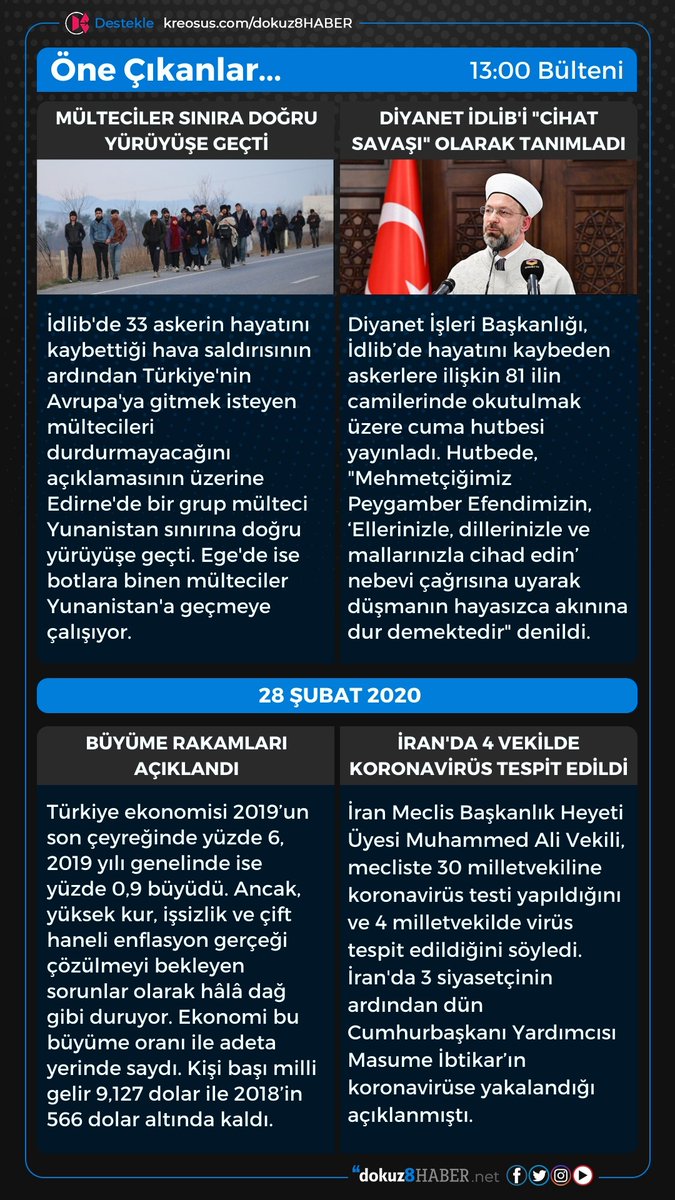 Destekle kreosus.com/dokuz8HABER
Öne Çıkanlar...
13:00 Bülteni
MÜLTECİLER SINIRA DOĞRU
YÜRÜYÜŞE GEÇTİ
İdlib'de 33 askerin hayatını
kaybettiği hava saldırısının
ardından Türkiye'nin
Avrupa'ya gitmek isteyen
mültecileri
durdurmayacağını
açıklamasının üzerine
Edirne'de bir grup mülteci
Yunanistan sınırına doğru
yürüyüşe geçti. Ege'de ise
botlara binen mülteciler
Yunanistan'a geçmeye
çalışıyor.
DİYANET İDLİB'İ "CİHAT
SAVAŞI" OLARAK TANIMLADI
Diyanet İşleri Başkanlığı,
İdlib’de hayatını kaybeden
askerlere ilişkin 81 ilin
camilerinde okutulmak
üzere cuma hutbesi
yayınladı. Hutbede,
"Mehmetçiğimiz
Peygamber Efendimizin,
‘Ellerinizle, dillerinizle ve
mallarınızla cihad edin’
nebevi çağrısına uyarak
düşmanın hayasızca akınına
dur demektedir" denildi.
28 ŞUBAT 2020
BÜYÜME RAKAMLARI
AÇIKLANDI
Türkiye ekonomisi 2019’un
son çeyreğinde yüzde 6,
2019 yılı genelinde ise
yüzde 0,9 büyüdü. Ancak,
yüksek kur, işsizlik ve çift
haneli enflasyon gerçeği
çözülmeyi bekleyen
sorunlar olarak hâlâ dağ
gibi duruyor. Ekonomi bu
büyüme oranı ile adeta
yerinde saydı. Kişi başı milli
gelir 9,127 dolar ile 2018’in
566 dolar altında kaldı.
İRAN'DA 4 VEKİLDE
KORONAVİRÜS TESPİT EDİLDİ
İran Meclis Başkanlık Heyeti
Üyesi Muhammed Ali Vekili,
mecliste 30 milletvekiline
koronavirüs testi yapıldığını
ve 4 milletvekilde virüs
tespit edildiğini söyledi.
İran'da 3 siyasetçinin
ardından dün
Cumhurbaşkanı Yardımcısı
Masume İbtikar’ın
koronavirüse yakalandığı
açıklanmıştı.
“dokuz8HABER.net